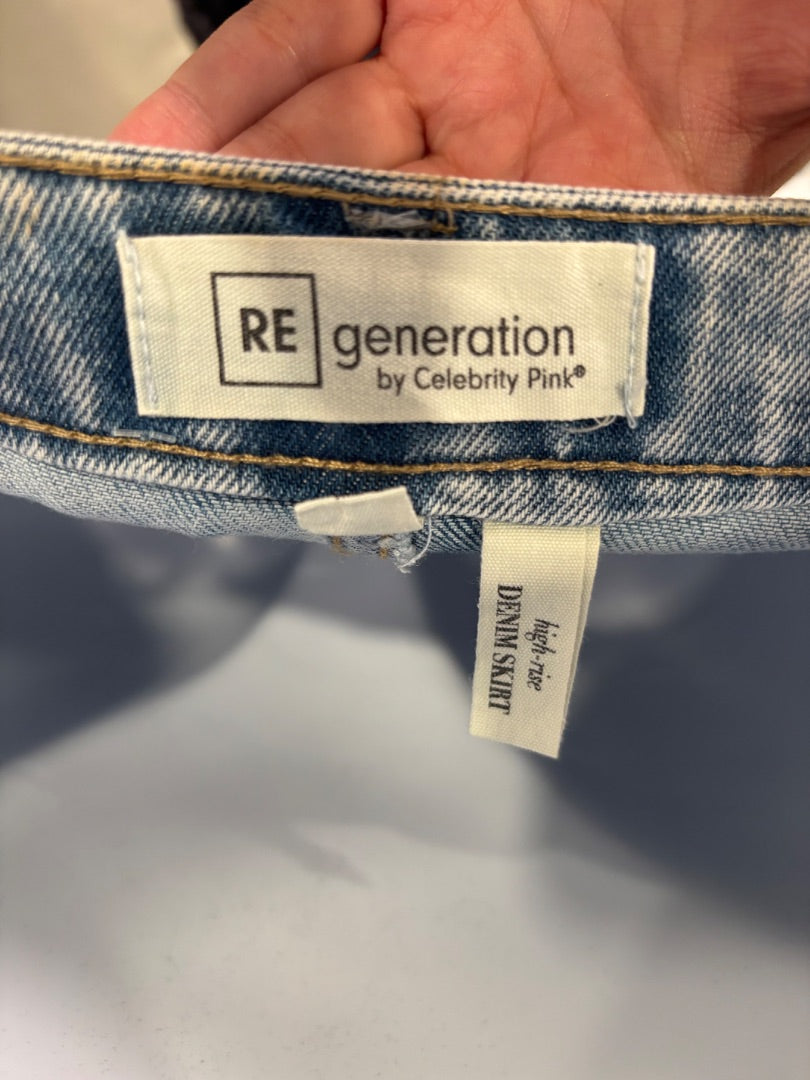 RE generation
by Celebrity Pink®
high-rise
DENIM SKIRT